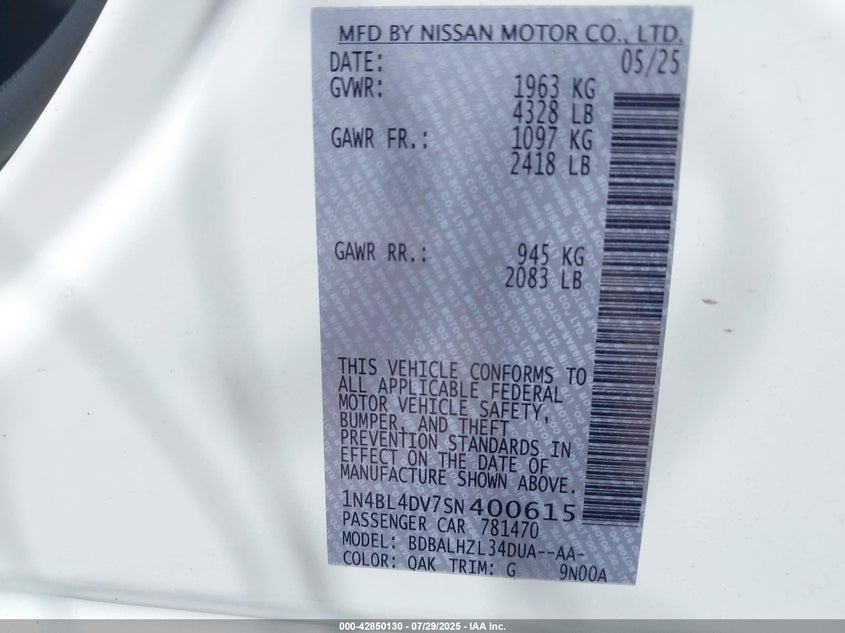 MFD BY NISSAN MOTOR CO., LTD.
DATE: 05/25
GVWR: 1963 KG
4328 LB
GAWR FR.: 1097 KG
2418 LB
GAWR RR.: 945 KG
2083 LB
THIS VEHICLE CONFORMS TO
ALL APPLICABLE FEDERAL
MOTOR VEHICLE SAFETY,
BUMPER, AND THEFT
PREVENTION STANDARDS IN
EFFECT ON THE DATE OF
MANUFACTURE SHOWN ABOVE.
1N4BL4DV7SN400615
PASSENGER CAR 781470
MODEL: BDBALHZL34DUA--AA-
COLOR: QAK TRIM: G 9N00A
000-42850130 - 07/29/2025 - IAA Inc.